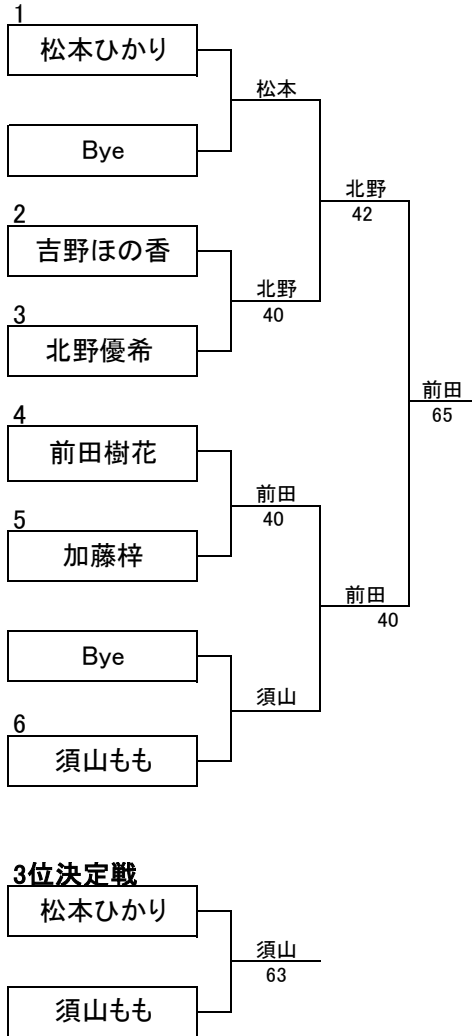 1
松本ひかり
松本
Bye
北野
42
2
吉野ほの香
北野
40
3
北野優希
前田
65
4
前田樹花
前田
40
5
加藤梓
前田
40
Bye
須山
6
須山もも
3位決定戦
松本ひかり
須山
63
須山もも